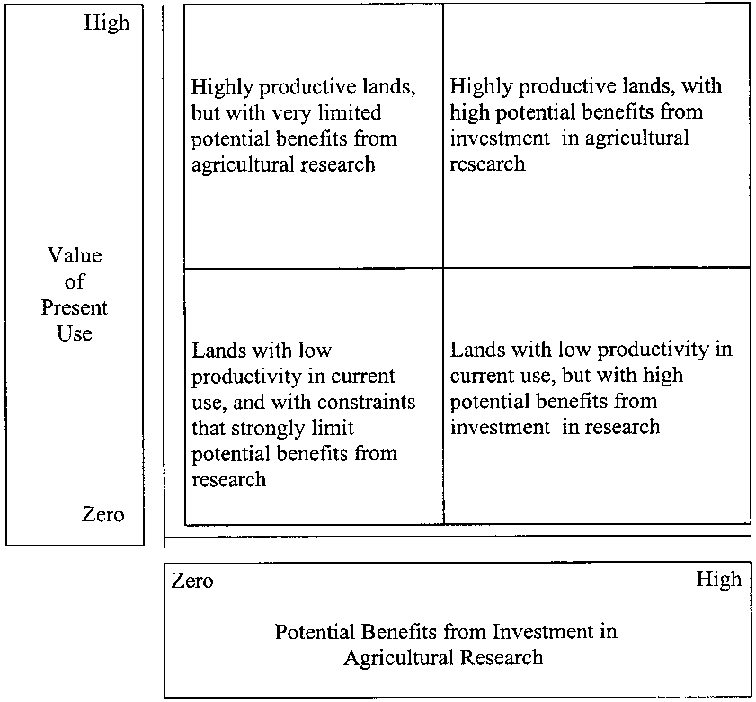 High
Highly productive lands,
but with very limited
potential benefits from
agricultural research
Highly productive lands, with
high potential benefits from
investment in agricultural
research
Value
of
Present
Use
Lands with low
productivity in current
use, and with constraints
that strongly limit
potential benefits from
research
Lands with low productivity in
current use, but with high
potential benefits from
investment in research
Zero
Zero
High
Potential Benefits from Investment in
Agricultural Research